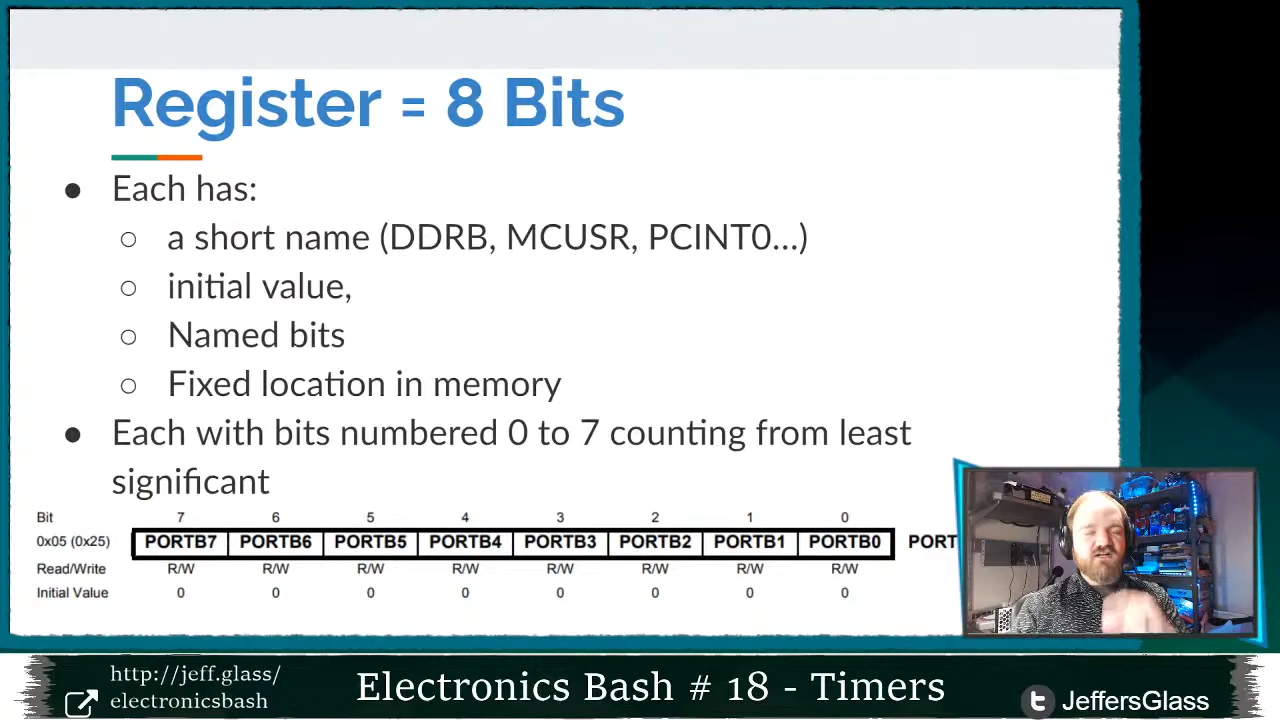 Register = 8 Bits
● Each has:
○ a short name (DDRB, MCUSR, PCINT0...)
○ initial value,
○ Named bits
○ Fixed location in memory
● Each with bits numbered 0 to 7 counting from least
significant
Bit 7 6 5 4 3 2 1 0
0x05 (0x25) PORTB7 PORTB6 PORTB5 PORTB4 PORTB3 PORTB2 PORTB1 PORTB0 PORT
Read/Write R/W R/W R/W R/W R/W R/W R/W R/W
Initial Value 0 0 0 0 0 0 0 0
http://jeff.glass/
electronicsbash
Electronics Bash # 18 - Timers
JeffersGlass